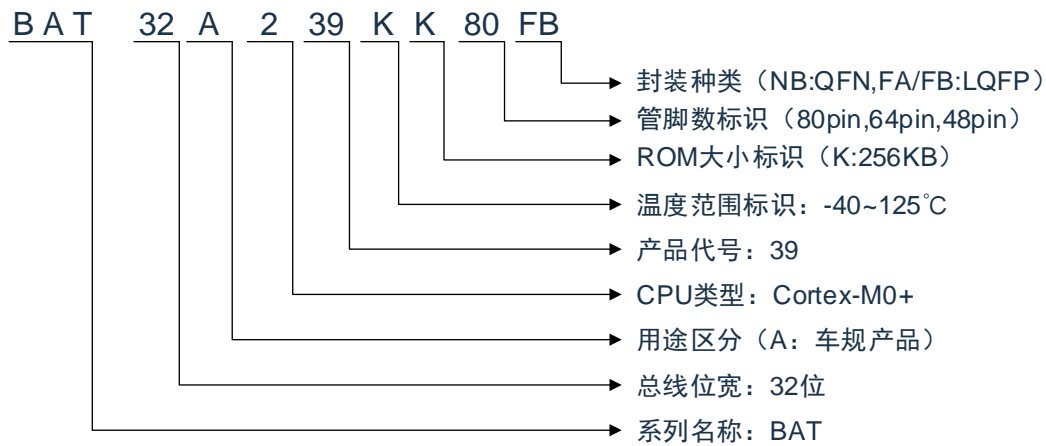 BAT 32 A 2 39 K K 80 FB
封装种类（NB:QFN,FA/FB:LQFP）
管脚数标识（80pin,64pin,48pin）
ROM大小标识（K:256KB）
温度范围标识：-40~125℃
产品代号：39
CPU类型：Cortex-M0+
用途区分（A：车规产品）
总线位宽：32位
系列名称：BAT